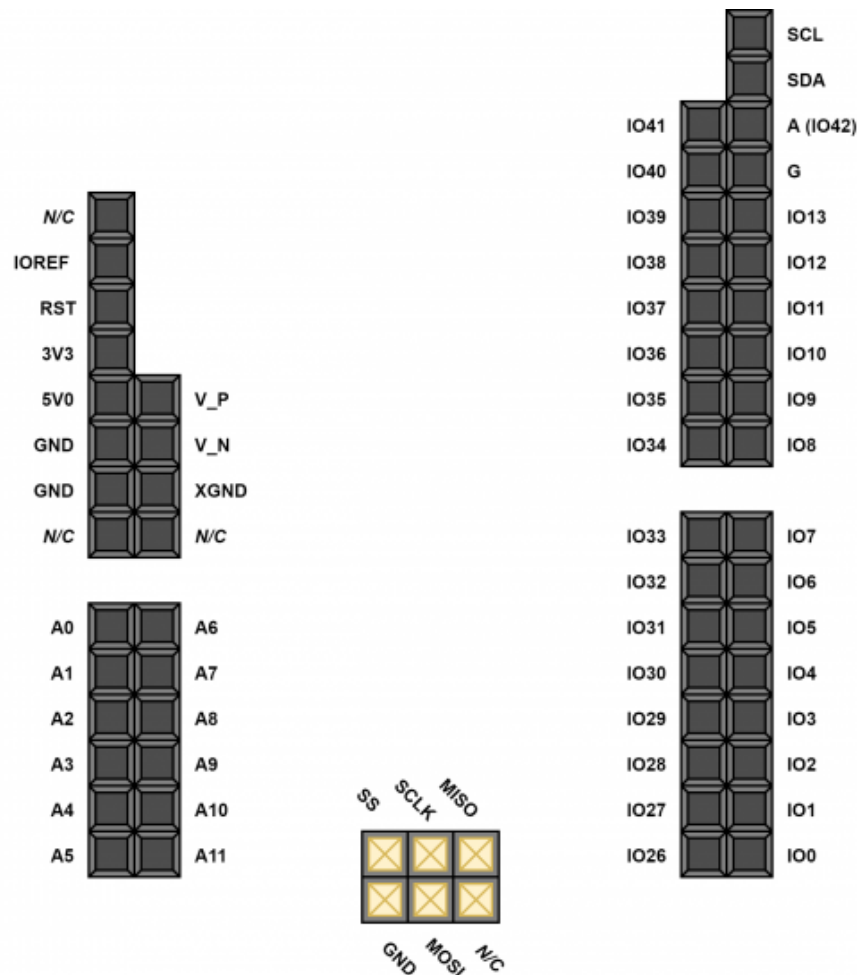 SCL
SDA
IO41 A (IO42)
IO40 G
N/C IO39 IO13
IOREF IO38 IO12
RST IO37 IO11
3V3 IO36 IO10
5V0 V_P IO35 IO9
GND V_N IO34 IO8
GND XGND
N/C N/C IO33 IO7
IO32 IO6
A0 A6 IO31 IO5
A1 A7 IO30 IO4
A2 A8 IO29 IO3
A3 A9 IO28 IO2
A4 A10 IO27 IO1
A5 A11 IO26 IO0
SS SCLK MISO
GND MOSI N/C